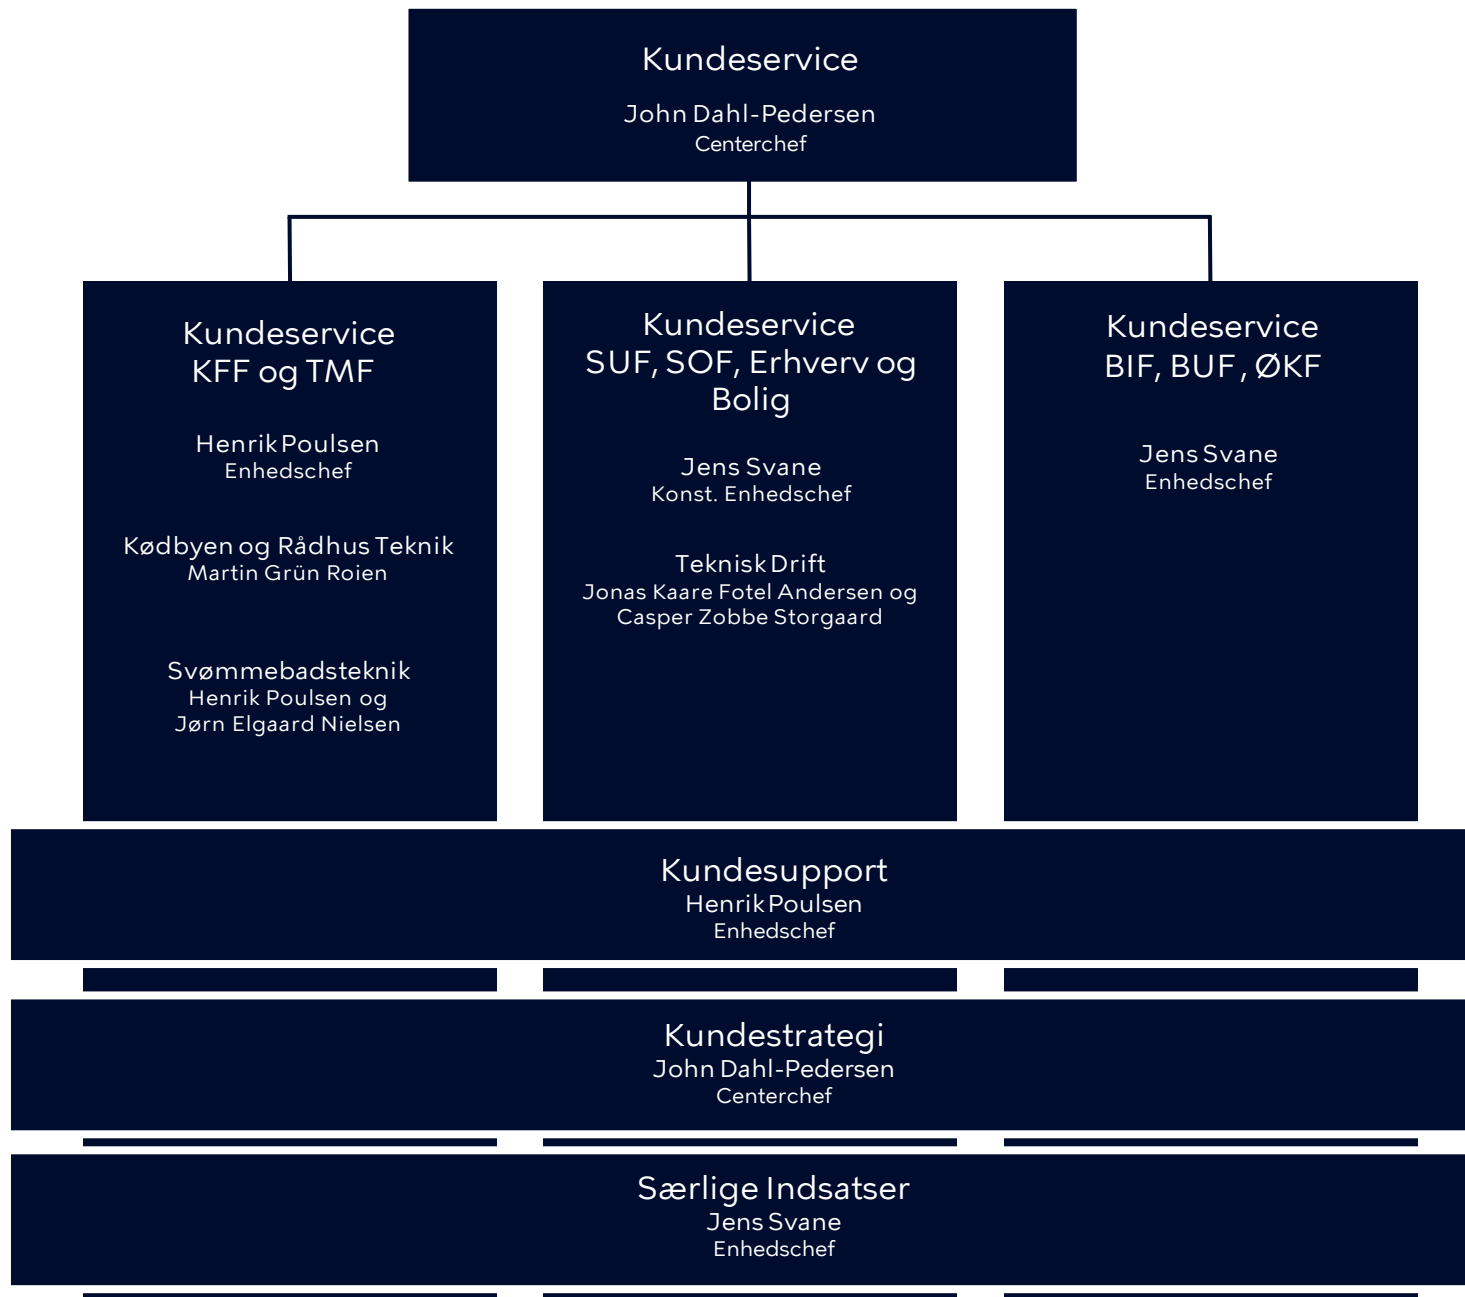 Kundeservice
John Dahl-Pedersen
Centerchef
Kundeservice
KFF og TMF
Henrik Poulsen
Enhedschef
Kødbyen og Rådhus Teknik
Martin Grün Roien
Svømmebadsteknik
Henrik Poulsen og
Jørn Elgaard Nielsen
Kundeservice
SUF, SOF, Erhverv og
Bolig
Jens Svane
Konst. Enhedschef
Teknisk Drift
Jonas Kaare Fotel Andersen og
Casper Zobbe Storgaard
Kundeservice
BIF, BUF, ØKF
Jens Svane
Enhedschef
Kundesupport
Henrik Poulsen
Enhedschef
Kundestrategi
John Dahl-Pedersen
Centerchef
Særlige Indsatser
Jens Svane
Enhedschef